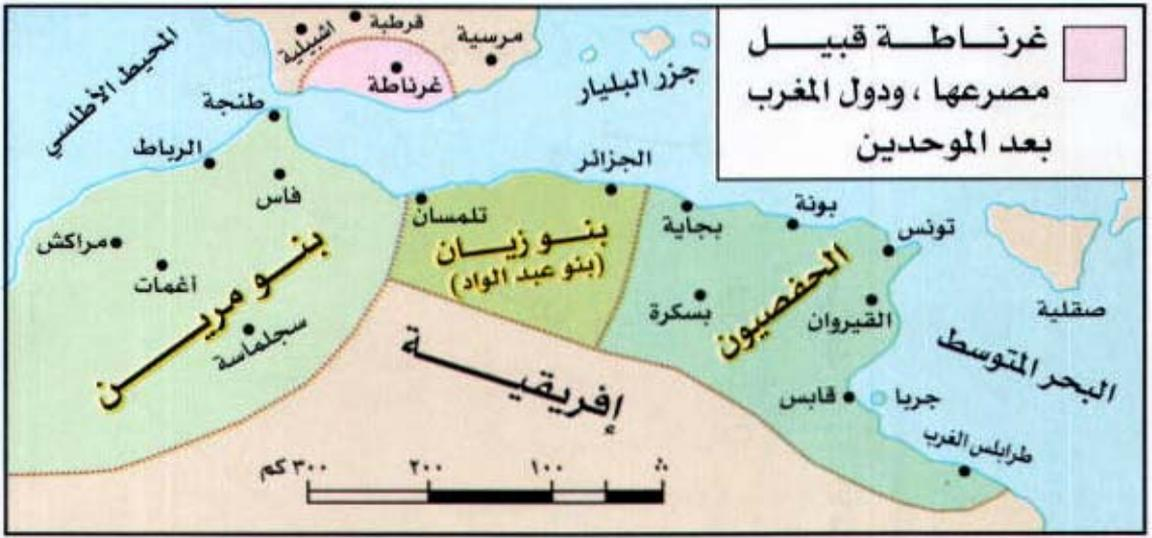 غرناطة قبيل
مصرعها ، ودول المغرب
بعد الموحدين
المحيط الأطلسي
اشبيلية
قرطبة
مرسية
غرناطة
جزر البليار
طنجة
الرباط
فاس
مراكش
أغمات
سجلماسة
بنو مرين
الجزائر
تلمسان
بنو زيان
(بنو عبد الواد)
بجاية
بونة
تونس
بسكرة
القيروان
الحفصيون
صقلية
البحر المتوسط
قابس
جربا
طرابلس الغرب
إفريقية
٣٠٠ كم
٢٠٠
١٠٠